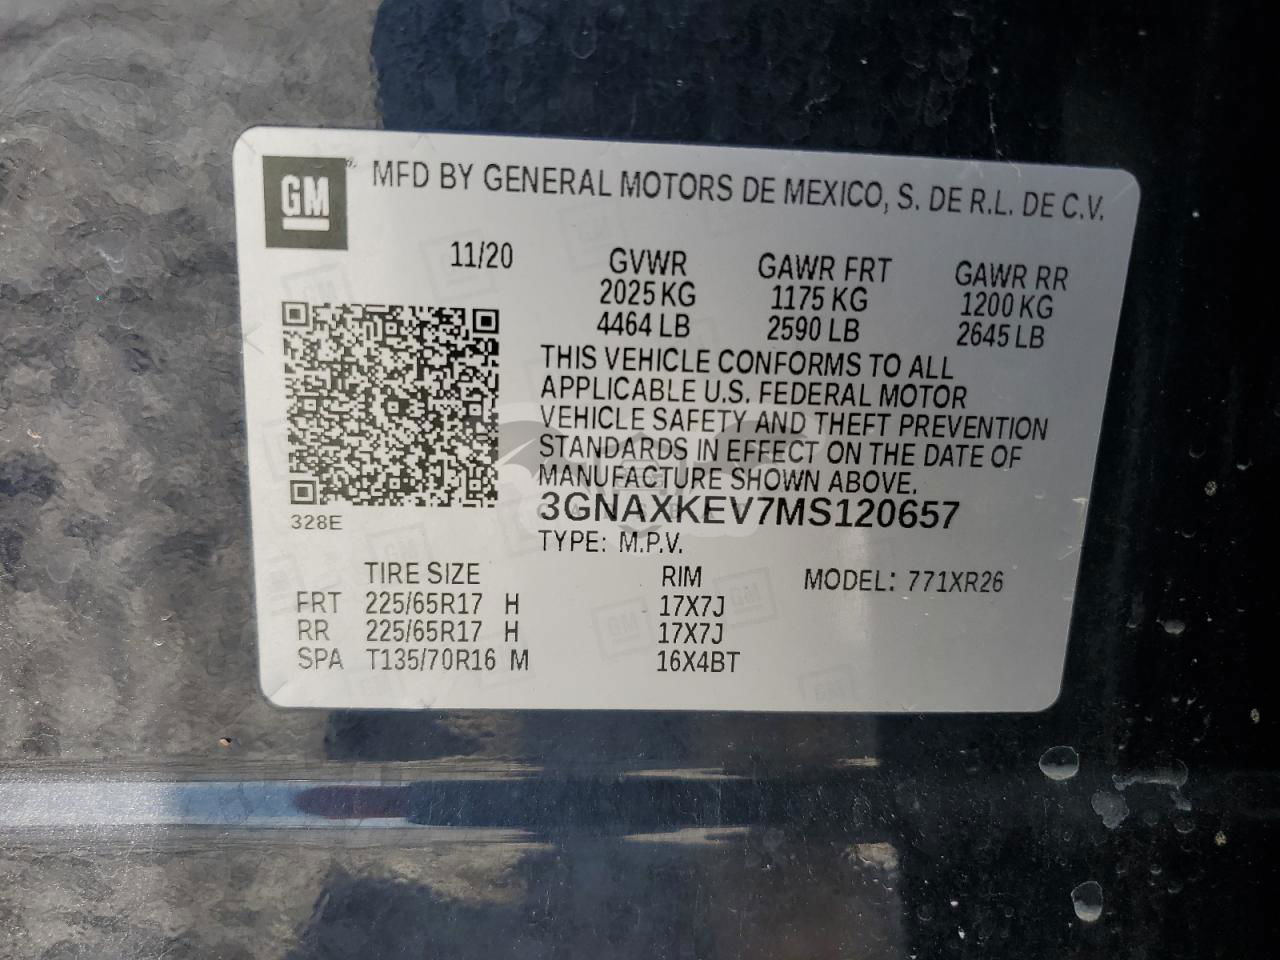 GM
MFD BY GENERAL MOTORS DE MEXICO, S. DE R.L. DE C.V.
11/20 GVWR GAWR FRT GAWR RR
2025 KG 1175 KG 1200 KG
4464 LB 2590 LB 2645 LB
THIS VEHICLE CONFORMS TO ALL
APPLICABLE U.S. FEDERAL MOTOR
VEHICLE SAFETY AND THEFT PREVENTION
STANDARDS IN EFFECT ON THE DATE OF
MANUFACTURE SHOWN ABOVE.
3GNAXKEV7MS120657
328E
TYPE: M.P.V.
TIRE SIZE RIM MODEL: 771XR26
FRT 225/65R17 H 17X7J
RR 225/65R17 H 17X7J
SPA T135/70R16 M 16X4BT